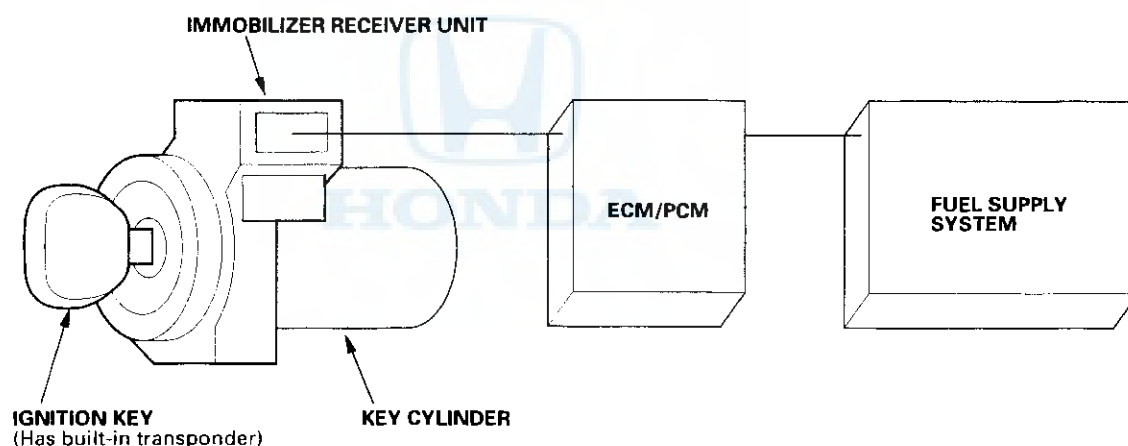 IMMOBILIZER RECEIVER UNIT
HONDA
ECM/PCM
FUEL SUPPLY
SYSTEM
IGNITION KEY
(Has built-in transponder)
KEY CYLINDER